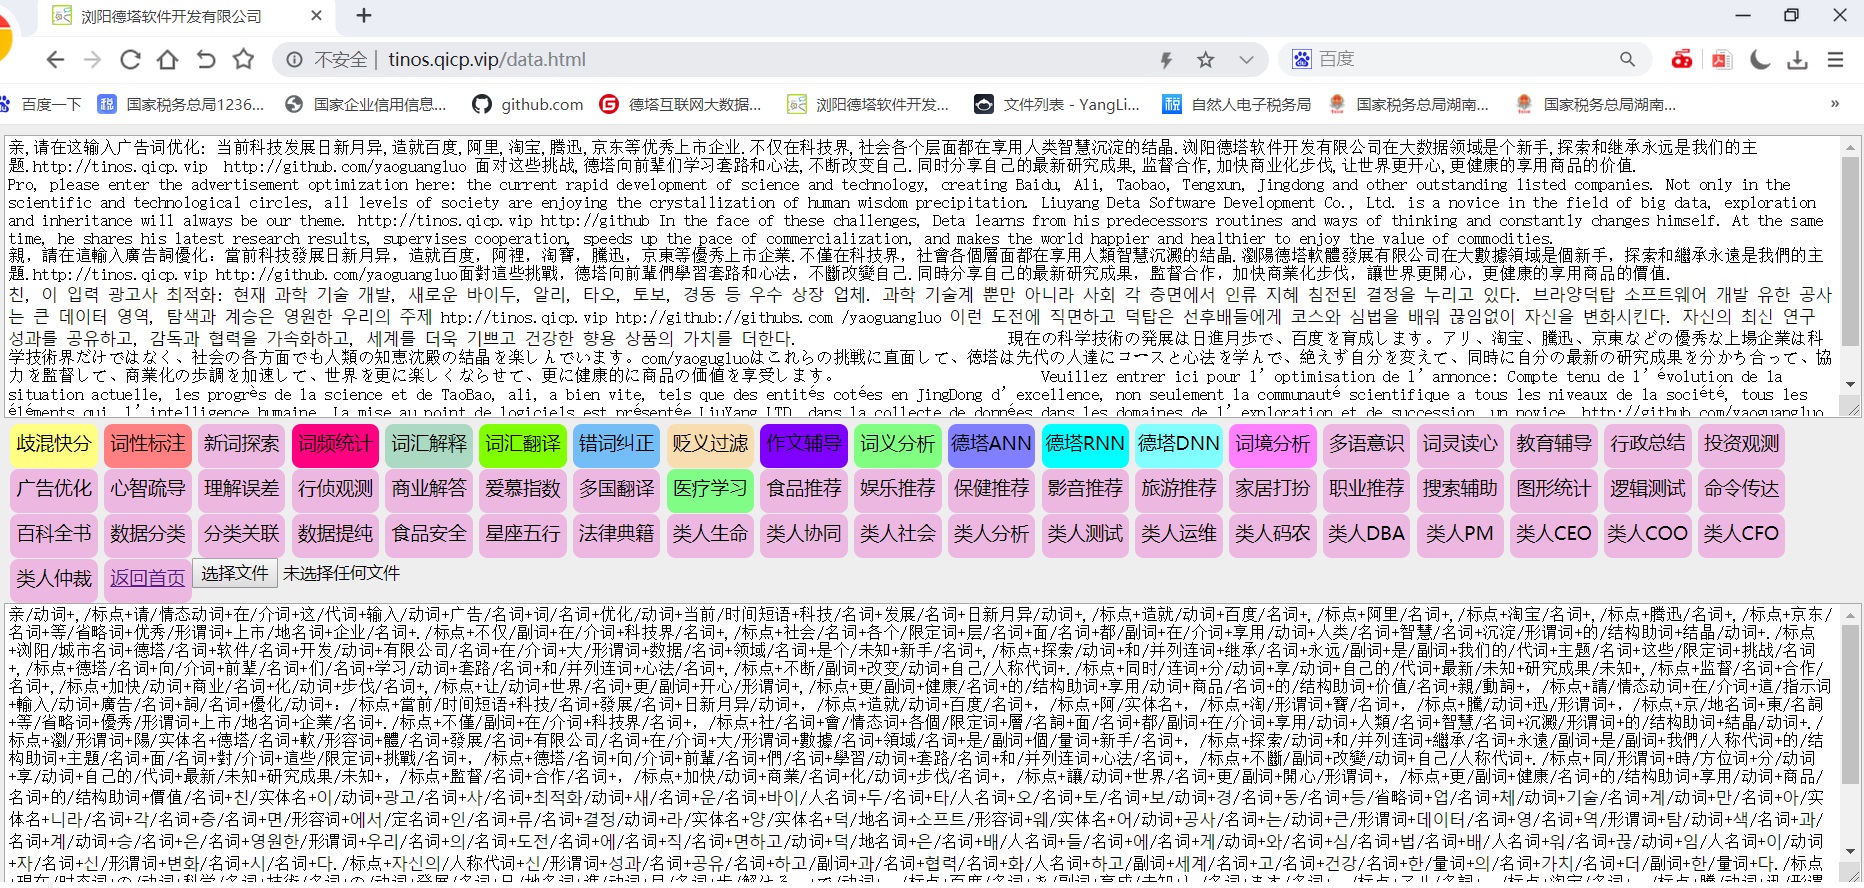 浏阳德塔软件开发有限公司
不安全 | tinos.qicp.vip/data.html
百度
百度一下 国家税务总局1236... 国家企业信用信息... github.com 德塔互联网大数据... 浏阳德塔软件开发... 文件列表 - YangLi... 自然人电子税务局 国家税务总局湖南... 国家税务总局湖南... »
亲,请在这输入广告词优化: 当前科技发展日新月异,造就百度,阿里,淘宝,腾迅,京东等优秀上市企业.不仅在科技界,社会各个层面都在享用人类智慧沉淀的结晶.浏阳德塔软件开发有限公司在大数据领域是个新手,探索和继承永远是我们的主
题.http://tinos.qicp.vip http://github.com/yaoguangluo 面对这些挑战,德塔向前辈们学习套路和心法,不断改变自己.同时分享自己的最新研究成果,监督合作,加快商业化步伐,让世界更开心,更健康的享用商品的价值.
Pro, please enter the advertisement optimization here: the current rapid development of science and technology, creating Baidu, Ali, Taobao, Tengxun, Jingdong and other outstanding listed companies. Not only in the
scientific and technological circles, all levels of society are enjoying the crystallization of human wisdom precipitation. Liuyang Deta Software Development Co., Ltd. is a novice in the field of big data, exploration
and inheritance will always be our theme. http://tinos.qicp.vip http://github In the face of these challenges, Deta learns from his predecessors routines and ways of thinking and constantly changes himself. At the same
time, he shares his latest research results, supervises cooperation, speeds up the pace of commercialization, and makes the world happier and healthier to enjoy the value of commodities.
親，請在這輸入廣告詞優化：當前科技發展日新月异，造就百度，阿裡，淘寶，騰迅，京東等優秀上市企業.不僅在科技界，社會各個層面都在享用人類智慧沉澱的結晶.瀏陽德塔軟體發展有限公司在大數據領域是個新手，探索和繼承永遠是我們的主
題.http://tinos.qicp.vip http://github.com/yaoguangluo面對這些挑戰，德塔向前輩們學習套路和心法，不斷改變自己.同時分享自己的最新研究成果，監督合作，加快商業化步伐，讓世界更開心，更健康的享用商品的價值.
친, 이 입력 광고사 최적화: 현재 과학 기술 개발, 새로운 바이두, 알리, 타오, 토보, 경동 등 우수 상장 업체. 과학 기술계 뿐만 아니라 사회 각 층면에서 인류 지혜 침전된 결정을 누리고 있다. 브라양덕탑 소프트웨어 개발 유한 공사
는 큰 데이터 영역, 탐색과 계승은 영원한 우리의 주제 htp://tinos.qicp.vip htp://github://githubs.com /yaoguangluo 이런 도전에 직면하고 덕탑은 선후배들에게 코스와 심법을 배워 끊임없이 자신을 변화시킨다. 자신의 최신 연구
성과를 공유하고, 감독과 협력을 가속화하고, 세계를 더욱 기쁘고 건강한 향용 상품의 가치를 더한다. 現在の科学技術の発展は日進月歩で、百度を育成します。アリ、淘宝、騰迅、京東などの優秀な上場企業は科
学技術界だけではなく、社会の各方面でも人類の知恵沈殿の結晶を楽しんでいます。com/yaogugluoはこれらの挑戦に直面して、徳塔は先代の人達にコースと心法を学んで、絶えず自分を変えて、同時に自分の最新の研究成果を分かち合って、協
力を監督して、商業化の歩調を加速して、世界を更に楽しくならせて、更に健康的に商品の価値を享受します。 Veuillez entrer ici pour l'optimisation de l'annonce: Compte tenu de l'évolution de la
situation actuelle, les progrès de la science et de TaoBao, ali, a bien vite, tels que des entités cotées en JingDong d'excellence, non seulement la communauté scientifique a tous les niveaux de la société, tous les
éléments qui l'intelligence humaine. La mise au point de logiciels est présentée LiuYang LTD. dans la collecte de données dans les domaines de l'exploration et de succession, un novice. http://github.com/yaoguangluo
歧混快分 词性标注 新词探索 词频统计 词汇解释 词汇翻译 错词纠正 贬义过滤 作文辅导 词义分析 德塔ANN 德塔RNN 德塔DNN 词境分析 多语意识 词灵读心 教育辅导 行政总结 投资观测
广告优化 心智疏导 理解误差 行侦观测 商业解答 爱慕指数 多国翻译 医疗学习 食品推荐 娱乐推荐 保健推荐 影音推荐 旅游推荐 家居打扮 职业推荐 搜索辅助 图形统计 逻辑测试 命令传达
百科全书 数据分类 分类关联 数据提纯 食品安全 星座五行 法律典籍 类人生命 类人协同 类人社会 类人分析 类人测试 类人运维 类人码农 类人DBA 类人PM 类人CEO 类人COO 类人CFO
类人仲裁 返回首页 选择文件 未选择任何文件
亲/动词+,/标点+请/情态动词+在/介词+这/代词+输入/动词+广告/名词+词/名词+优化/动词+当前/时间短语+科技/名词+发展/名词+日新月异/动词+,/标点+造就/动词+百度/名词+,/标点+阿里/名词+,/标点+淘宝/名词+,/标点+腾迅/名词+,/标点+京东/
名词+等/省略词+优秀/形谓词+上市/地名词+企业/名词+./标点+不仅/副词+在/介词+科技界/名词+,/标点+社会/名词+各个/限定词+层/名词+面/名词+都/副词+在/介词+享用/动词+人类/名词+智慧/名词+沉淀/形谓词+的/结构助词+结晶/动词+./标点
+浏阳/城市名词+德塔/名词+软件/名词+开发/动词+有限公司/名词+在/介词+大/形谓词+数据/名词+领域/名词+是个/未知+新手/名词+,/标点+探索/动词+和/并列连词+继承/名词+永远/副词+是/副词+我们的/代词+主题/名词+这些/限定词+挑战/名词
+,/标点+德塔/名词+向/介词+前辈/名词+们/名词+学习/动词+套路/名词+和/并列连词+心法/名词+,/标点+不断/副词+改变/动词+自己/人称代词+./标点+同时/连词+分/动词+享/动词+自己的/代词+最新/未知+研究成果/未知+,/标点+监督/名词+合作/
名词+,/标点+加快/动词+商业/名词+化/动词+步伐/名词+,/标点+让/动词+世界/名词+更/副词+开心/形谓词+,/标点+更/副词+健康/名词+的/结构助词+享用/动词+商品/名词+的/结构助词+价值/名词+親/動詞+，/标点+請/情态动词+在/介词+這/指示词
+輸入/动词+廣告/名词+詞/名词+優化/动词+：/标点+當前/时间短语+科技/名词+發展/名词+日新月异/动词+，/标点+造就/动词+百度/名词+，/标点+阿/实体名+，/标点+淘/形谓词+寶/名词+，/标点+騰/动词+迅/形谓词+，/标点+京/地名词+東/名詞
+等/省略词+優秀/形谓词+上市/地名词+企業/名词+./标点+不僅/副词+在/介词+科技界/名词+，/标点+社/名词+會/情态词+各個/限定词+層/名詞+面/名词+都/副词+在/介词+享用/动词+人類/名词+智慧/名词+沉澱/形谓词+的/结构助词+結晶/动词+./
标点+瀏/形谓词+陽/实体名+德塔/名词+軟/形容词+體/名词+發展/名词+有限公司/名词+在/介词+大/形谓词+數據/名词+領域/名词+是/副词+個/量词+新手/名词+，/标点+探索/动词+和/并列连词+繼承/名词+永遠/副词+是/副词+我們/人称代词+的/结
构助词+主題/名词+面/名词+對/介词+這些/限定词+挑戰/名词+，/标点+德塔/名词+向/介词+前輩/名词+們/名词+學習/动词+套路/名词+和/并列连词+心法/名词+，/标点+不斷/副词+改變/动词+自己/人称代词+./标点+同/形谓词+時/方位词+分/动词
+享/动词+自己的/代词+最新/未知+研究成果/未知+，/标点+監督/名词+合作/名词+，/标点+加快/动词+商業/名词+化/动词+步伐/名词+，/标点+讓/动词+世界/名词+更/副词+開心/形谓词+，/标点+更/副词+健康/名词+的/结构助词+享用/动词+商品/
名词+的/结构助词+價值/名词+친/实体名+이/动词+광고/名词+사/名词+최적화/动词+새/名词+운/名词+바이/人名词+두/名词+타/人名词+오/名词+토/名词+보/动词+경/名词+동/名词+등/省略词+업/名词+체/动词+기술/名词+계/动词+만/名词+아/实
体名+니라/名词+각/名词+층/名词+면/形容词+에서/定名词+인/名词+류/名词+결정/动词+라/实体名+양/实体名+덕/地名词+소프트/形容词+웨/实体名+어/动词+공사/名词+는/动词+큰/形谓词+데이터/名词+영/名词+역/形谓词+탐/动词+색/名词+과/
名词+계/动词+승/名词+은/名词+영원한/形谓词+우리/名词+의/名词+도전/动词+에/名词+직/名词+면하고/动词+덕/地名词+은/名词+배/人名词+들/名词+에/名词+게/动词+와/名词+심/名词+법/名词+배/人名词+워/名词+끊/动词+임/人名词+이/动词
+자/名词+신/形谓词+변화/名词+시/名词+다./标点+자신의/人称代词+신/形谓词+성과/名词+공유/名词+하고/副词+과/名词+협력/名词+화/人名词+하고/副词+세계/名词+고/名词+건강/名词+한/量词+의/名词+가치/名词+더/副词+한/量词+다./标点